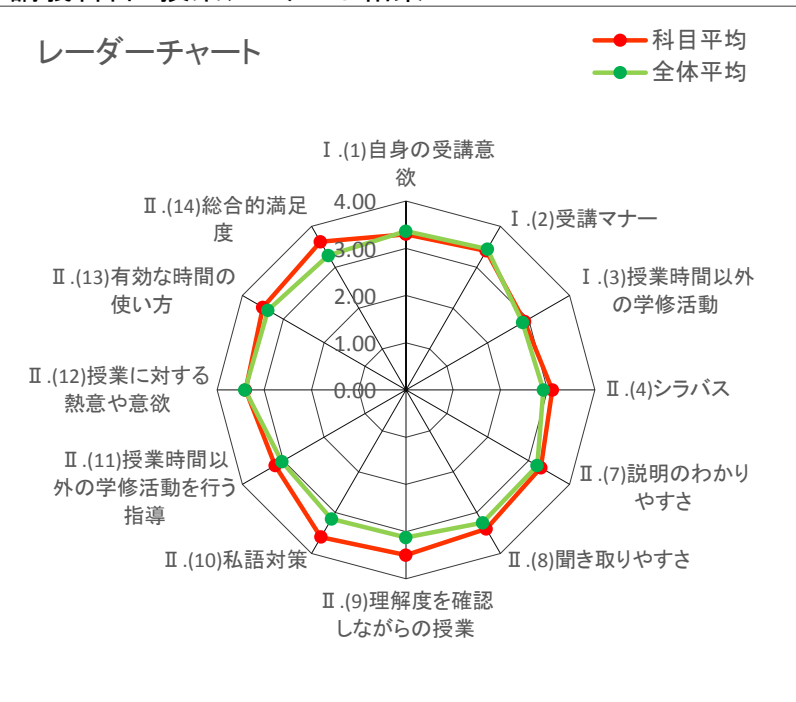 レーダーチャート
科目平均
全体平均
Ⅰ.(1)自身の受講意
欲
Ⅰ.(2)受講マナー
Ⅰ.(3)授業時間以外
の学修活動
Ⅱ.(4)シラバス
Ⅱ.(7)説明のわかり
やすさ
Ⅱ.(8)聞き取りやすさ
Ⅱ.(9)理解度を確認
しながらの授業
Ⅱ.(10)私語対策
Ⅱ.(11)授業時間以
外の学修活動を行う
指導
Ⅱ.(12)授業に対する
熱意や意欲
Ⅱ.(13)有効な時間の
使い方
Ⅱ.(14)総合的満足
度
4.00
3.00
2.00
1.00
0.00